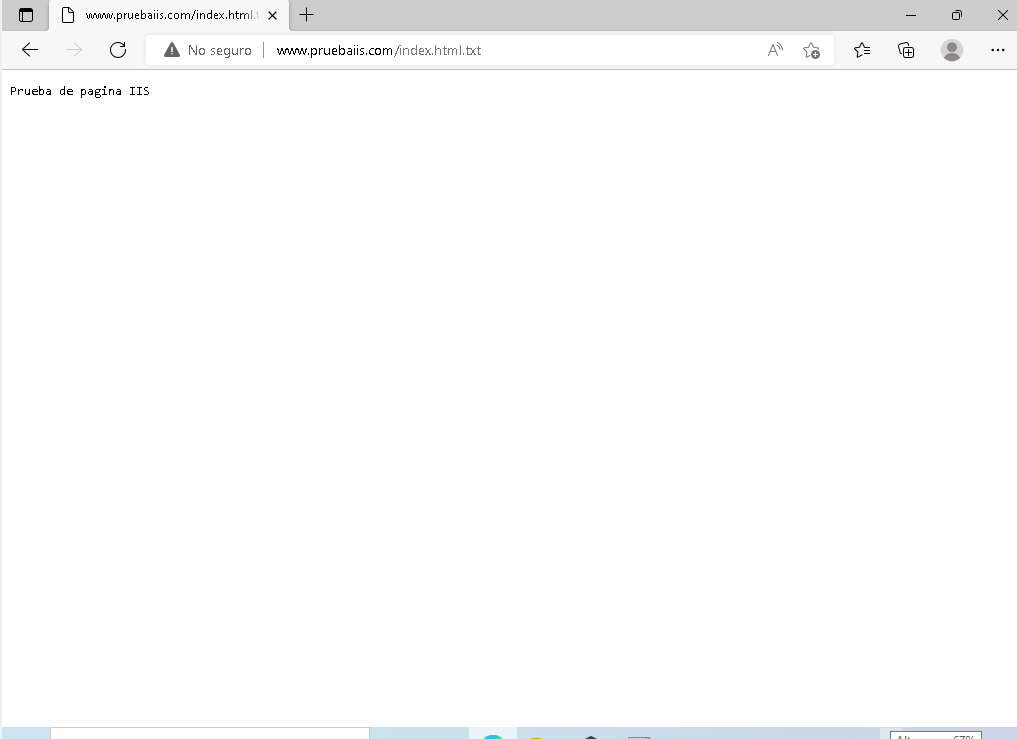 www.pruebaiis.com/index.html.
No seguro
www.pruebaiis.com/index.html.txt
Prueba de pagina IIS